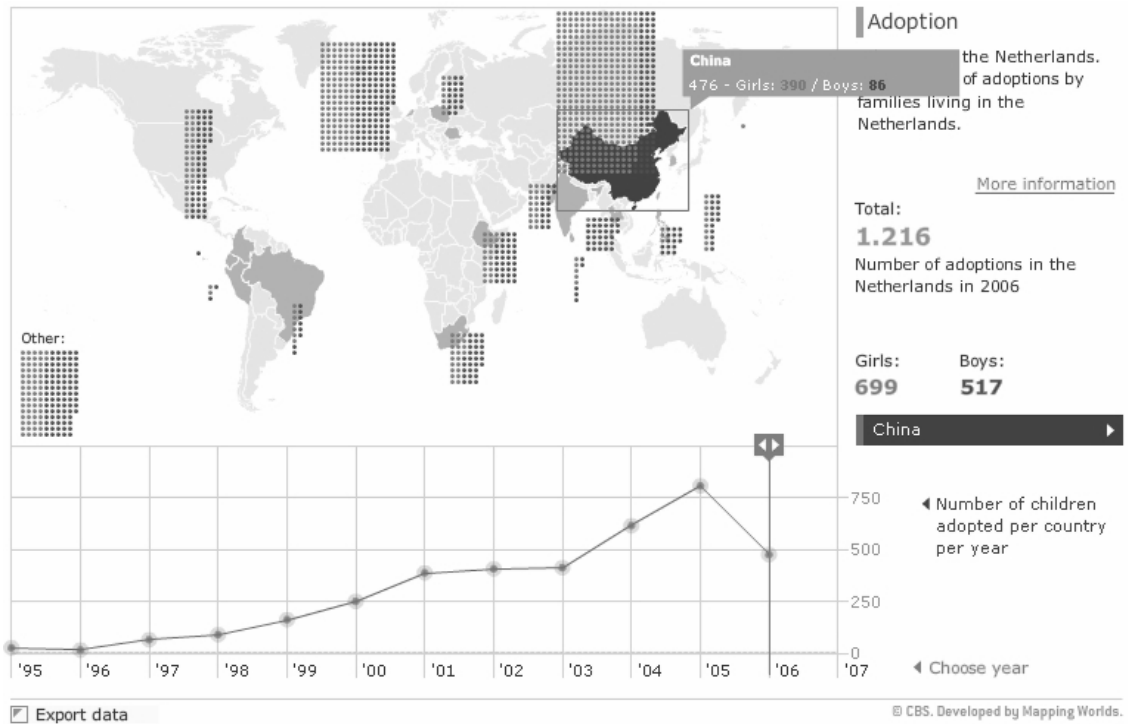 Adoption
the Netherlands.
of adoptions by
families living in the
Netherlands.
China
476 - Girls: 390 / Boys: 86
More information
Total:
1.216
Number of adoptions in the
Netherlands in 2006
Girls:
Boys:
699
517
China
Other:
750
500
250
0
Number of children
adopted per country
per year
'95
'96
'97
'98
'99
'00
'01
'02
'03
'04
'05
'06
'07
Choose year
Export data
© CBS. Developed by Mapping Worlds.